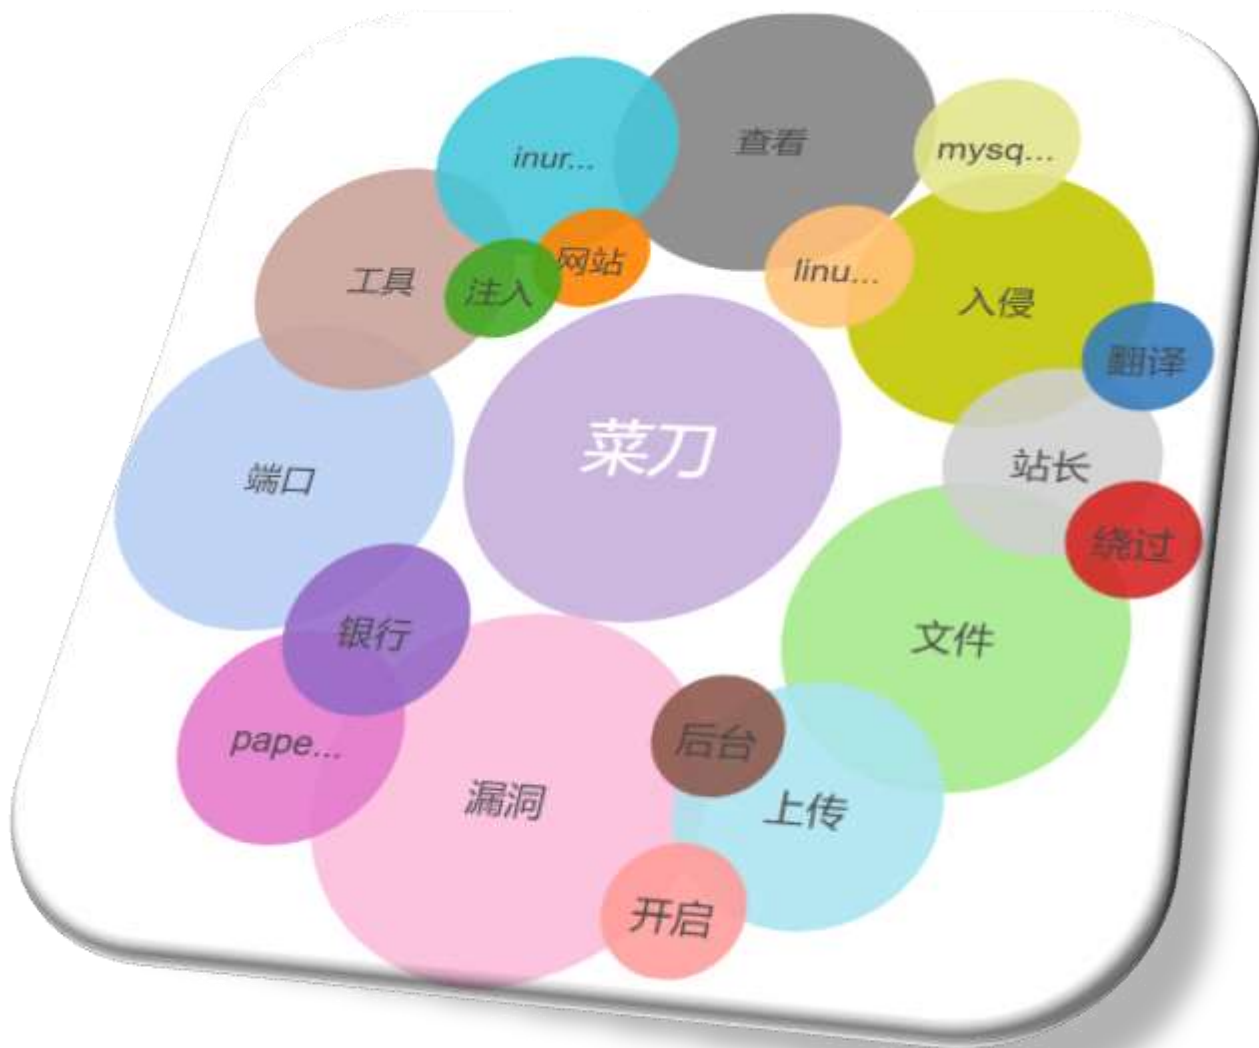 查看
mysq...
inur...
网站
linu...
工具
注入
入侵
翻译
菜刀
站长
端口
绕过
银行
文件
pape...
后台
漏洞
上传
开启